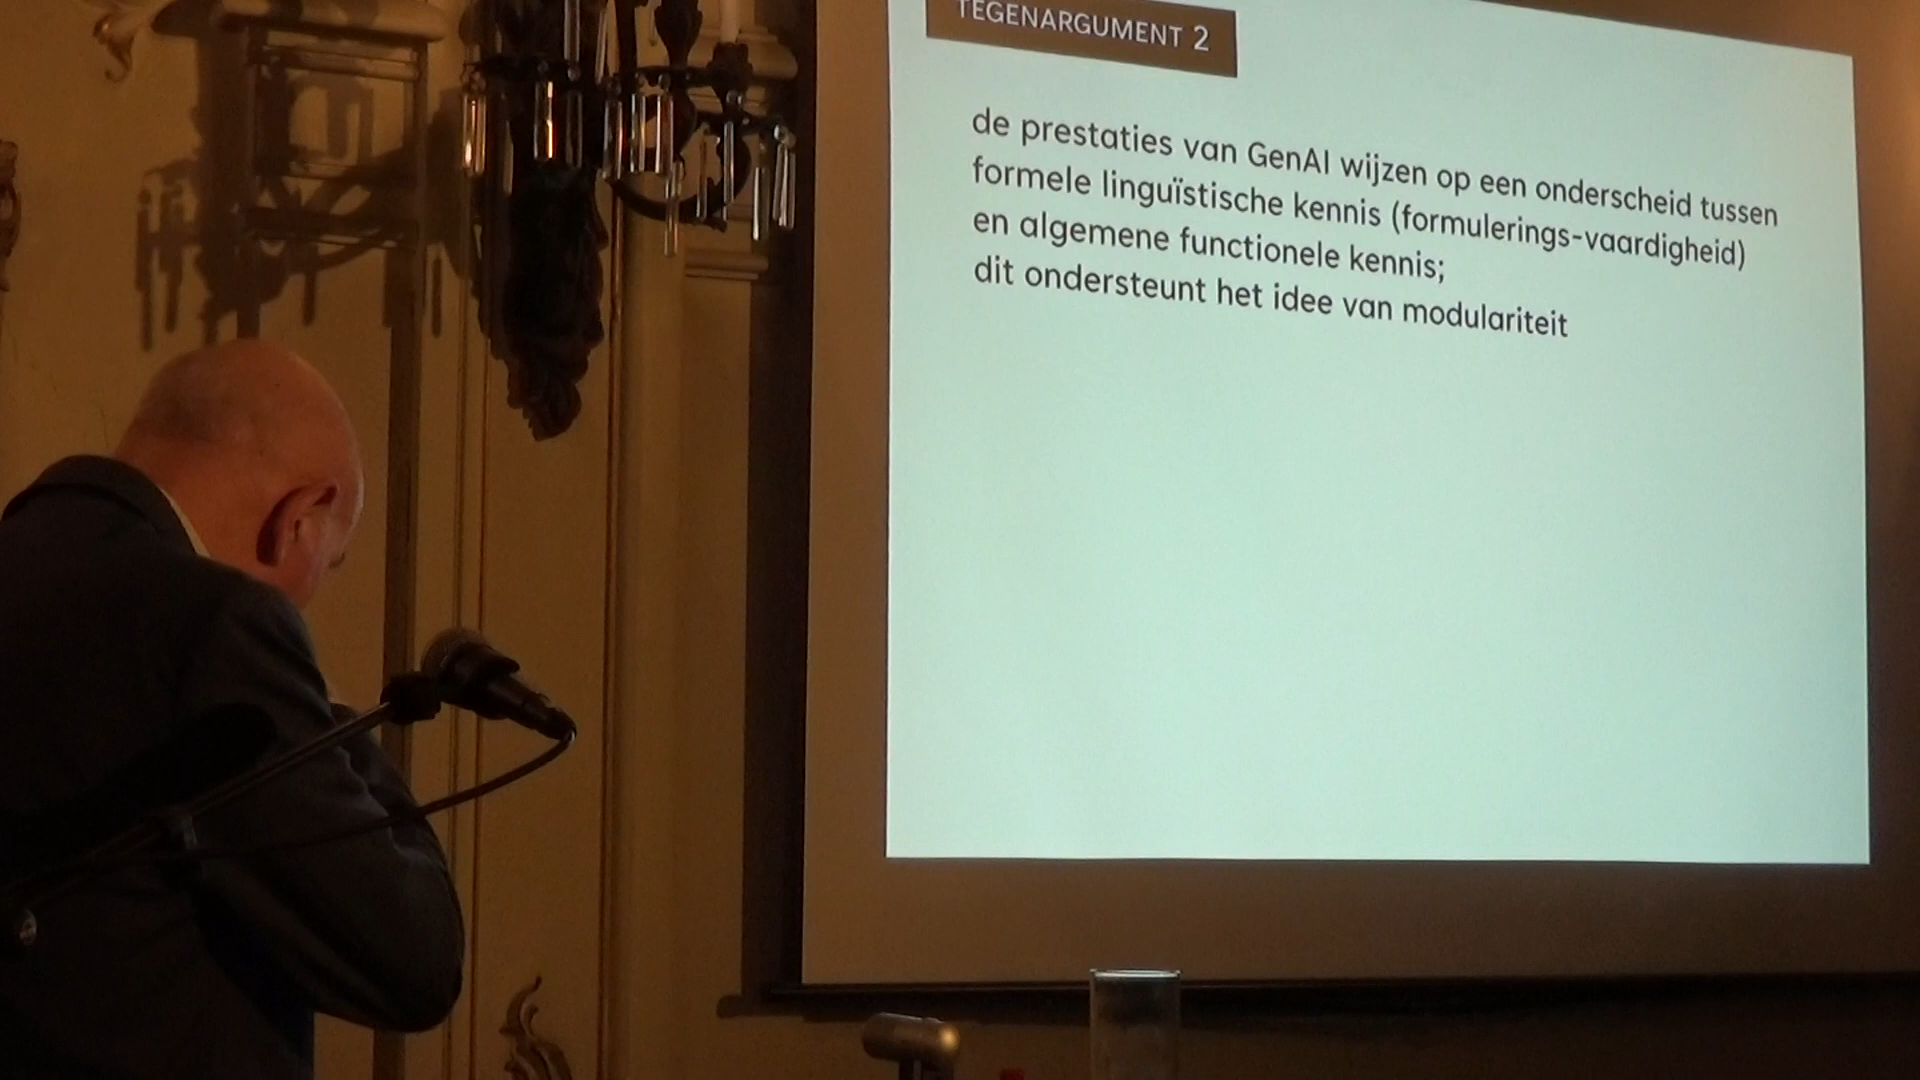 TEGENARGUMENT 2
de prestaties van GenAI wijzen op een onderscheid tussen
formele linguïstische kennis (formulerings-vaardigheid)
en algemene functionele kennis;
dit ondersteunt het idee van modulariteit